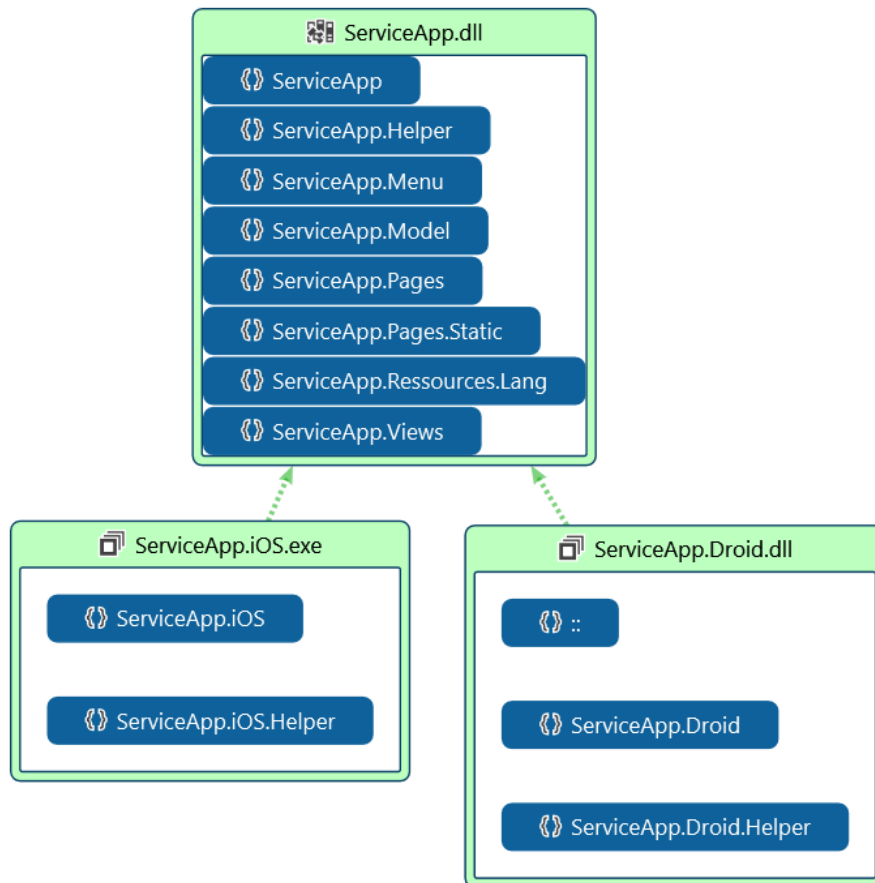 ServiceApp.dll
ServiceApp
ServiceApp.Helper
ServiceApp.Menu
ServiceApp.Model
ServiceApp.Pages
ServiceApp.Pages.Static
ServiceApp.Ressources.Lang
ServiceApp.Views
ServiceApp.iOS.exe
ServiceApp.iOS
ServiceApp.iOS.Helper
ServiceApp.Droid.dll
::
ServiceApp.Droid
ServiceApp.Droid.Helper